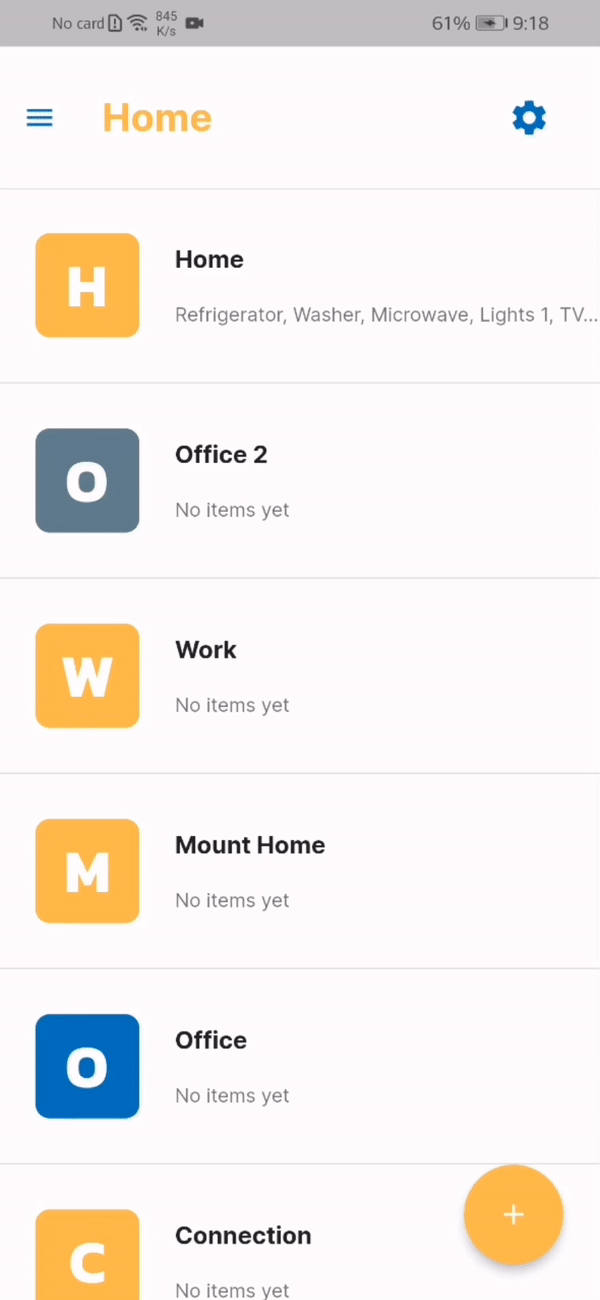 No card 845 K/s 61% 9:18
Home
H
Home
Refrigerator, Washer, Microwave, Lights 1, TV...
O
Office 2
No items yet
W
Work
No items yet
M
Mount Home
No items yet
O
Office
No items yet
C
Connection
No items yet
+